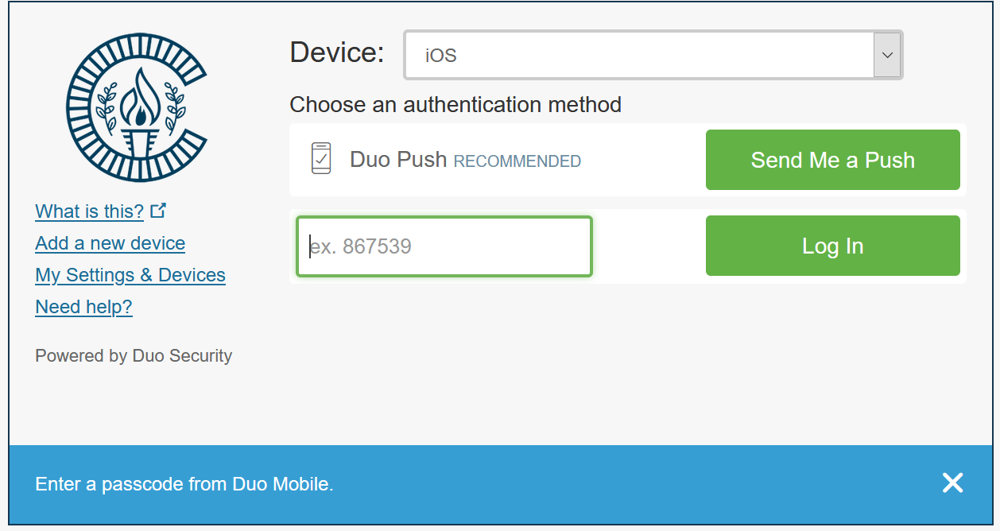 Device: iOS
Choose an authentication method
Duo Push RECOMMENDED Send Me a Push
ex. 867539 Log In
What is this?
Add a new device
My Settings & Devices
Need help?
Powered by Duo Security
Enter a passcode from Duo Mobile.